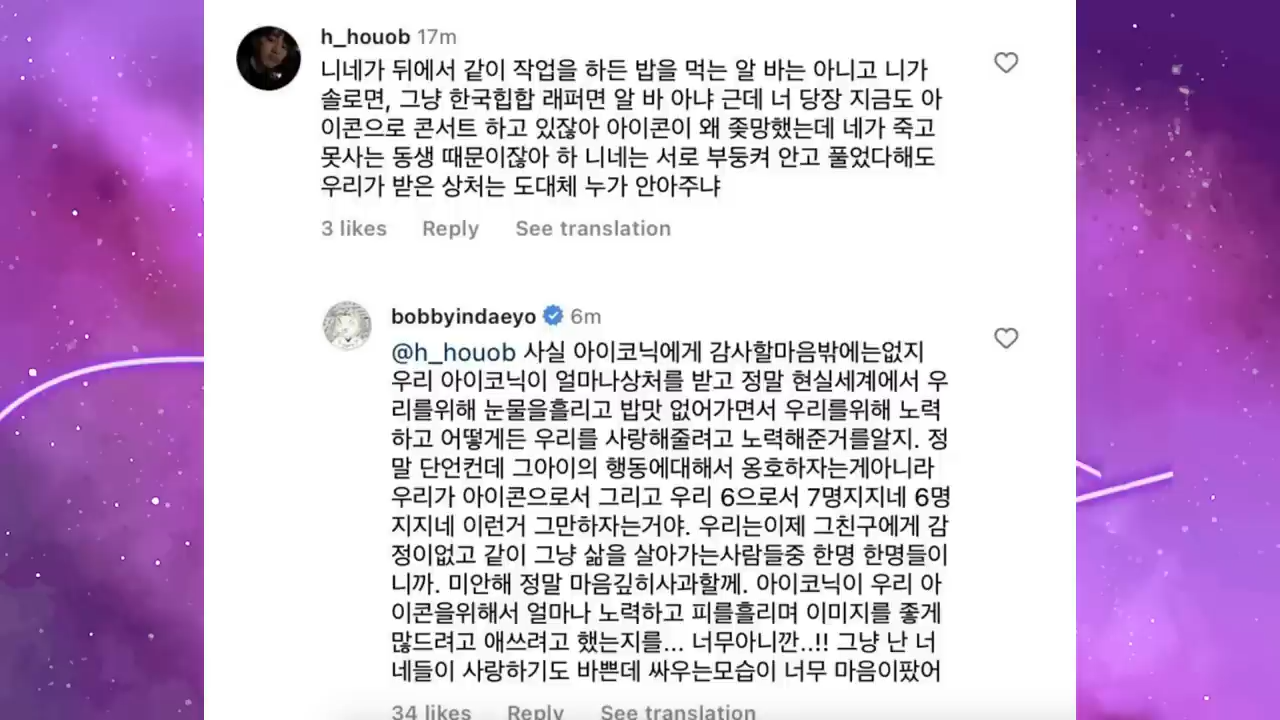 h_houob 17m
니네가 뒤에서 같이 작업을 하든 밥을 먹는 알 바는 아니고 니가
솔로면, 그냥 한국힙합 래퍼면 알 바 아냐 근데 너 당장 지금도 아
이콘으로 콘서트 하고 있잖아 아이콘이 왜 좆망했는데 네가 죽고
못사는 동생 때문이잖아 하 니네는 서로 부둥켜 안고 풀었다해도
우리가 받은 상처는 도대체 누가 안아주냐
3 likes Reply See translation
bobbyindaeyo 6m
@h_houob 사실 아이코닉에게 감사할마음밖에는없지
우리 아이코닉이 얼마나상처를 받고 정말 현실세계에서 우
리를위해 눈물을흘리고 밥맛 없어가면서 우리를위해 노력
하고 어떻게든 우리를 사랑해줄려고 노력해준거를알지. 정
말 단언컨데 그아이의 행동에대해서 옹호하자는게아니라
우리가 아이콘으로서 그리고 우리 6으로서 7명지지네 6명
지지네 이런거 그만하자는거야. 우리는이제 그친구에게 감
정이없고 같이 그냥 삶을 살아가는사람들중 한명 한명들이
니까. 미안해 정말 마음깊히사과할께. 아이코닉이 우리 아
이콘을위해서 얼마나 노력하고 피를흘리며 이미지를 좋게
많드려고 애쓰려고 했는지를... 너무아니깐..!! 그냥 난 너
네들이 사랑하기도 바쁜데 싸우는모습이 너무 마음이팠어
34 likes Reply See translation